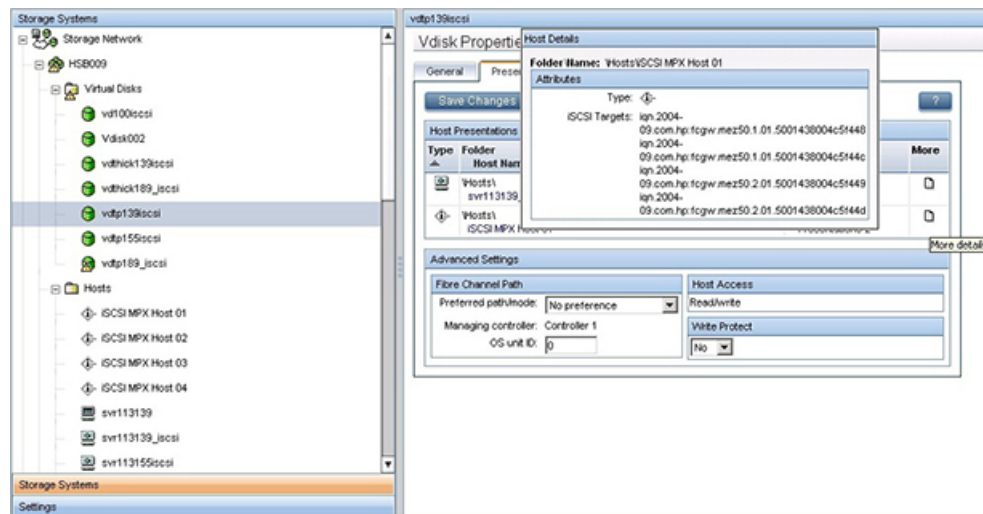 Storage Systems
Storage Network
HSB009
Virtual Disks
vd100iscsi
Vdisk002
vdthick139iscsi
vdthick189_iscsi
vdtp139iscsi
vdtp155iscsi
vdtp189_iscsi
Hosts
iSCSI MPX Host 01
iSCSI MPX Host 02
iSCSI MPX Host 03
iSCSI MPX Host 04
svr113139
svr113139_iscsi
svr113155iscsi
Storage Systems
Settings
vdtp139iscsi
Vdisk Propertie
General
Prese
Save Changes
?
Host Presentations
Type
Folder
Host Nam
More
\Hosts\
svr113139_
\Hosts\
iSCSI MPX Host 01
More details
Host Details
Folder\Name: \Hosts\iSCSI MPX Host 01
Attributes
Type:
iSCSI Targets: iqn.2004-
09.com.hp:fcgw.mez50.1.01.5001438004c5f448
iqn.2004-
09.com.hp:fcgw.mez50.1.01.5001438004c5f44c
iqn.2004-
09.com.hp:fcgw.mez50.2.01.5001438004c5f449
iqn.2004-
09.com.hp:fcgw.mez50.2.01.5001438004c5f44d
Advanced Settings
Fibre Channel Path
Preferred path/mode: No preference
Managing controller: Controller 1
OS unit ID: 0
Host Access
Read/write
Write Protect
No